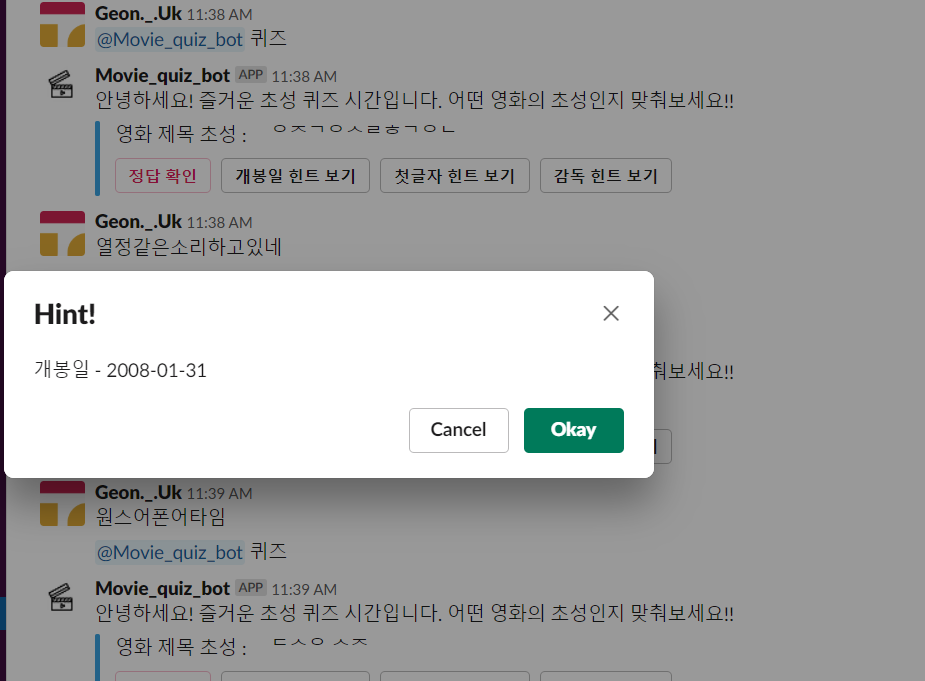 Geon._.Uk 11:38 AM
@Movie_quiz_bot 퀴즈
Movie_quiz_bot APP 11:38 AM
안녕하세요! 즐거운 초성 퀴즈 시간입니다. 어떤 영화의 초성인지 맞춰보세요!!
영화 제목 초성 : ㅇㅈㄱㅇㅅㄹㅎㄱㅇㄴ
정답 확인 개봉일 힌트 보기 첫글자 힌트 보기 감독 힌트 보기
Geon._.Uk 11:38 AM
열정같은소리하고있네
Hint!
개봉일 - 2008-01-31
춰보세요!!
Cancel Okay
Geon._.Uk 11:39 AM
원스어폰어타임
@Movie_quiz_bot 퀴즈
Movie_quiz_bot APP 11:39 AM
안녕하세요! 즐거운 초성 퀴즈 시간입니다. 어떤 영화의 초성인지 맞춰보세요!!
영화 제목 초성 : ㄷㅅㅇ ㅅㅈ